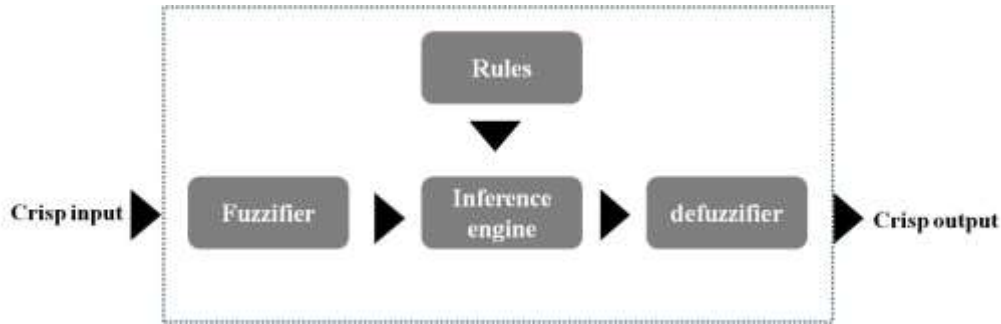 Rules
Crisp input
Fuzzifier
Inference
engine
defuzzifier
Crisp output